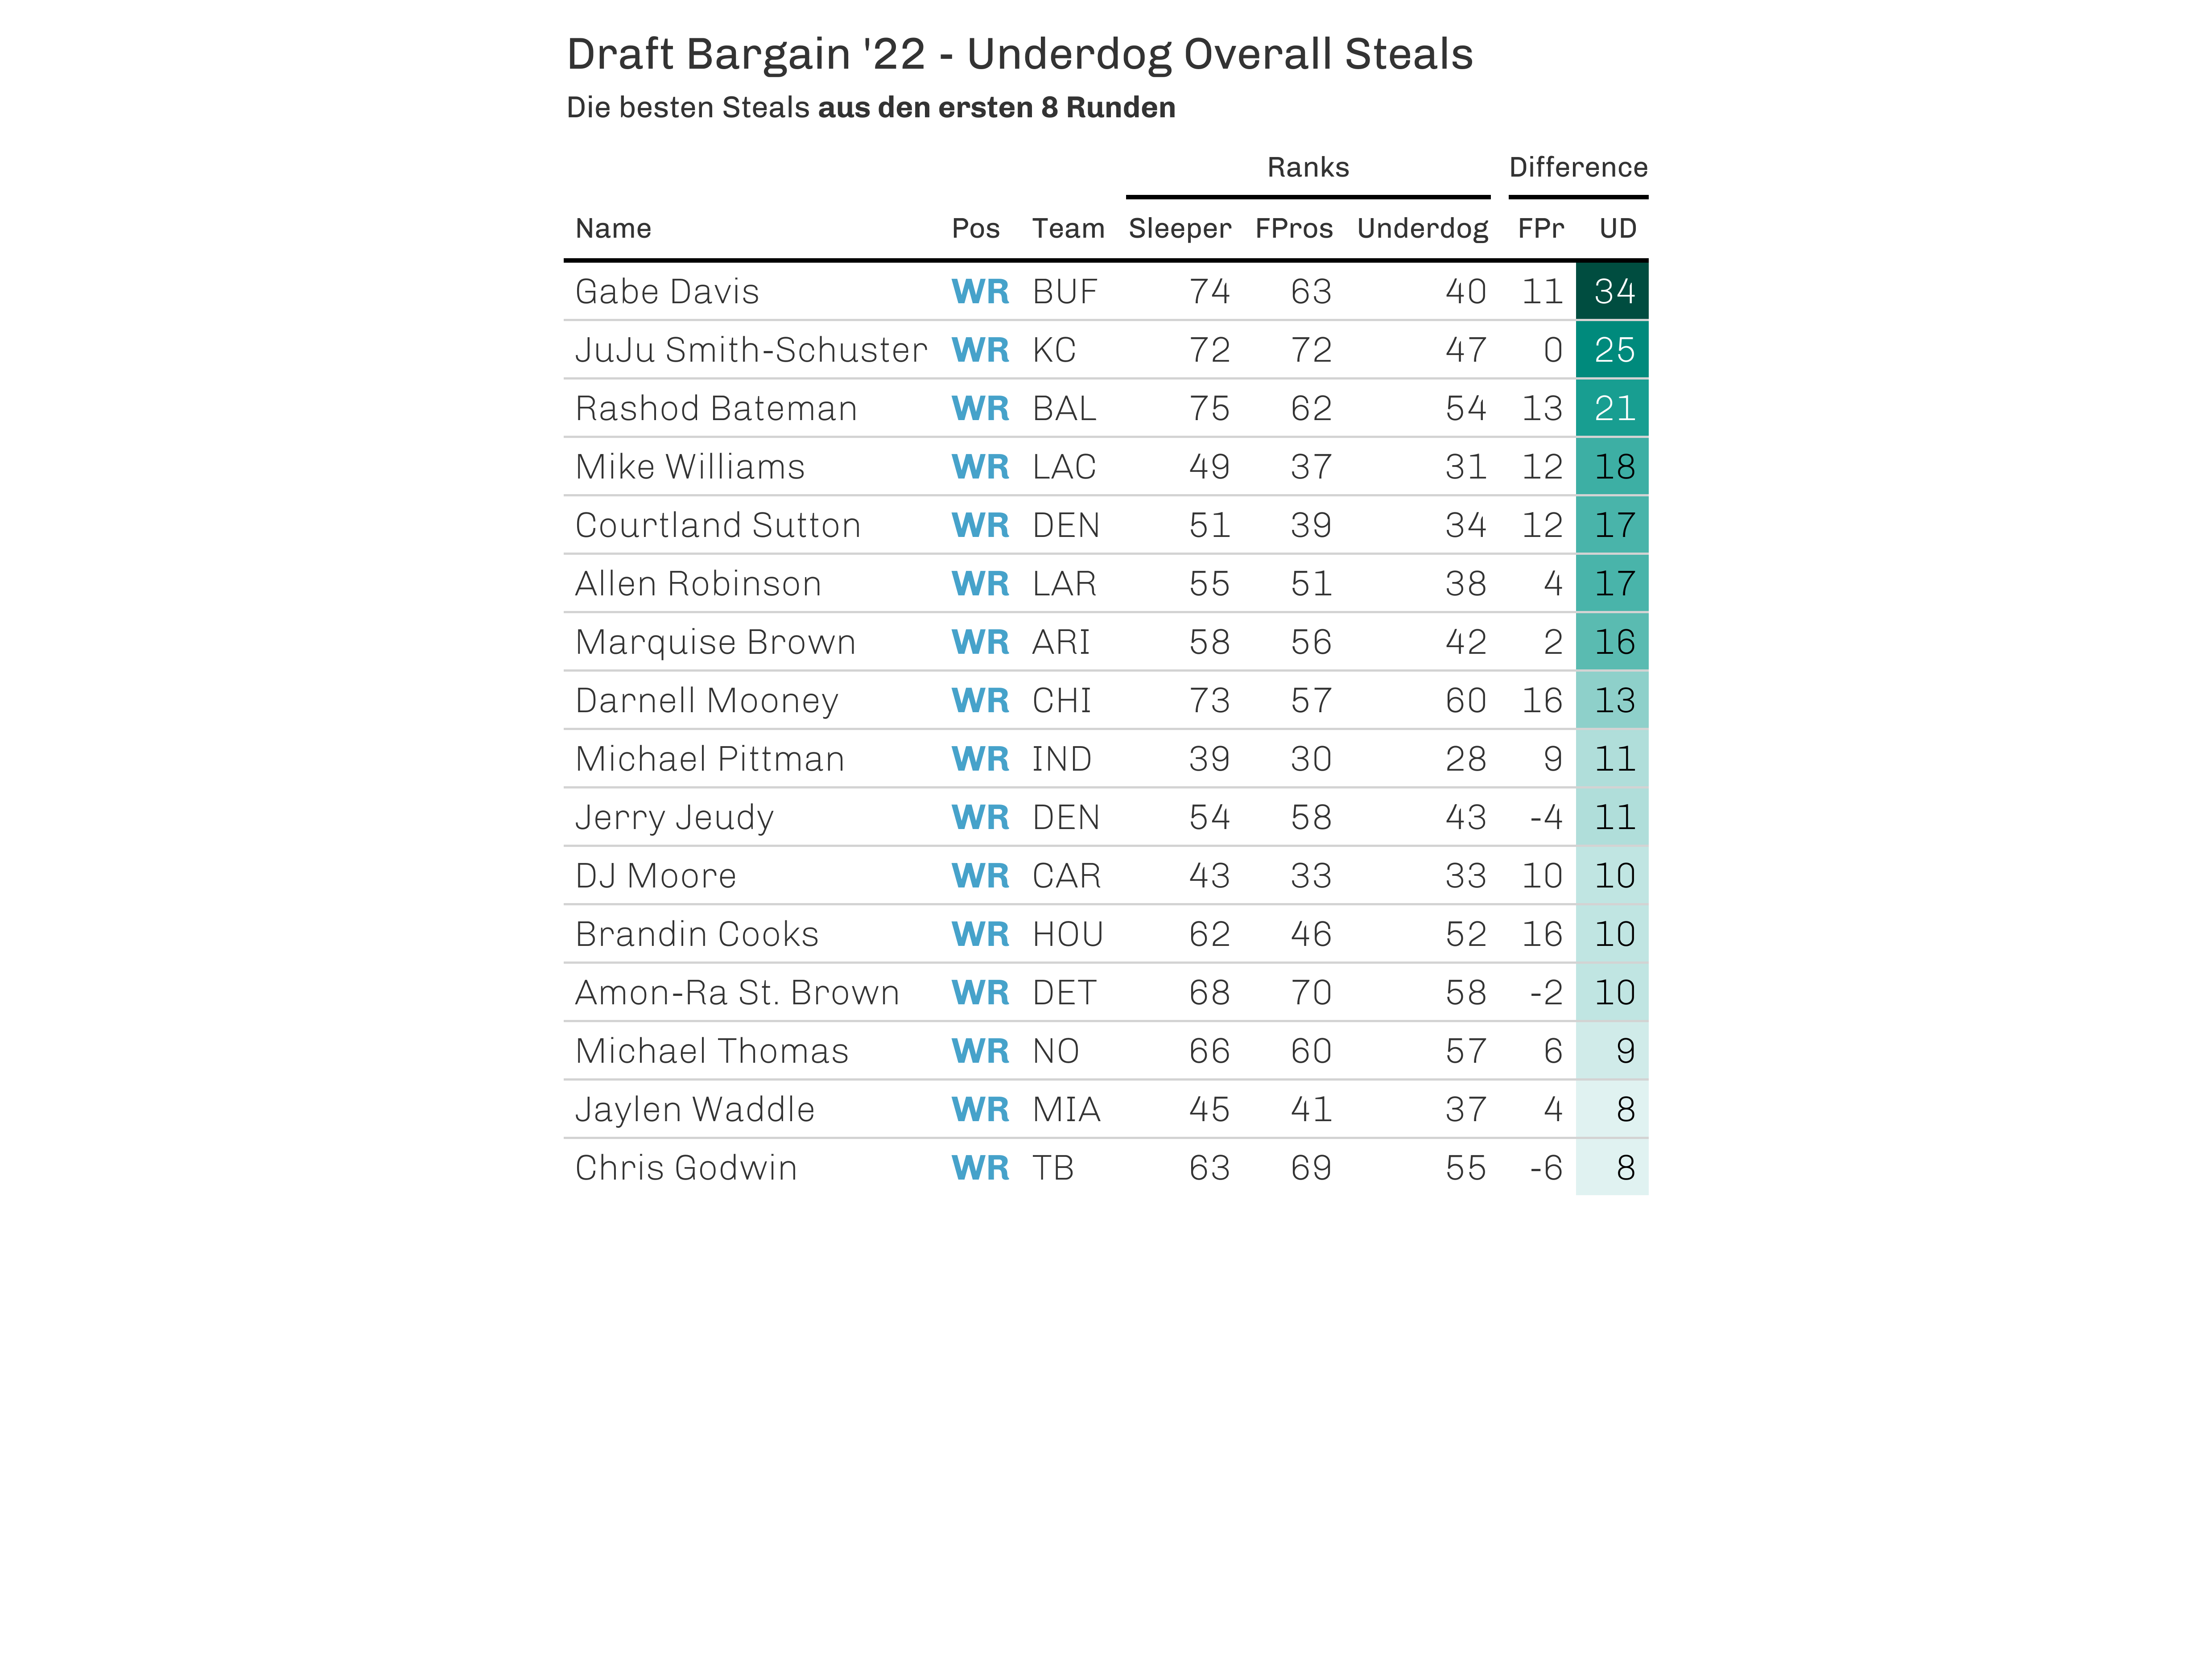 Draft Bargain '22 - Underdog Overall Steals
Die besten Steals aus den ersten 8 Runden
Ranks Difference
Name Pos Team Sleeper FPros Underdog FPr UD
Gabe Davis WR BUF 74 63 40 11 34
JuJu Smith-Schuster WR KC 72 72 47 0 25
Rashod Bateman WR BAL 75 62 54 13 21
Mike Williams WR LAC 49 37 31 12 18
Courtland Sutton WR DEN 51 39 34 12 17
Allen Robinson WR LAR 55 51 38 4 17
Marquise Brown WR ARI 58 56 42 2 16
Darnell Mooney WR CHI 73 57 60 16 13
Michael Pittman WR IND 39 30 28 9 11
Jerry Jeudy WR DEN 54 58 43 -4 11
DJ Moore WR CAR 43 33 33 10 10
Brandin Cooks WR HOU 62 46 52 16 10
Amon-Ra St. Brown WR DET 68 70 58 -2 10
Michael Thomas WR NO 66 60 57 6 9
Jaylen Waddle WR MIA 45 41 37 4 8
Chris Godwin WR TB 63 69 55 -6 8